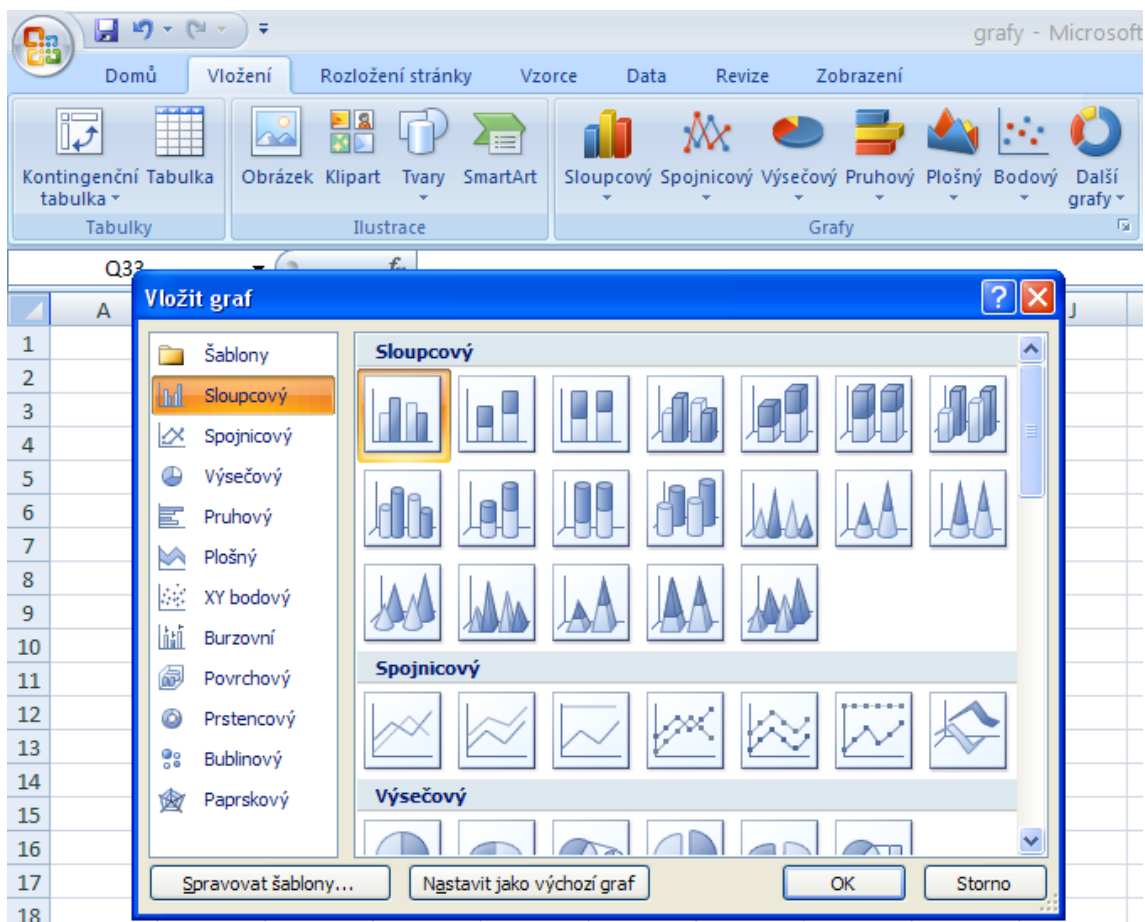 grafy - Microsoft
Domů Vložení Rozložení stránky Vzorce Data Revize Zobrazení
Kontingenční tabulka Tabulka Obrázek Klipart Tvary SmartArt Sloupcový Spojnicový Výsečový Pruhový Plošný Bodový Další grafy
Tabulky Ilustrace Grafy
Q33
A J
Vložit graf ?
1
2
3
4
5
6
7
8
9
10
11
12
13
14
15
16
17
18
Šablony
Sloupcový
Spojnicový
Výsečový
Pruhový
Plošný
XY bodový
Burzovní
Povrchový
Prstencový
Bublinový
Paprskový
Sloupcový
Spojnicový
Výsečový
Spravovat šablony... Nastavit jako výchozí graf OK Storno